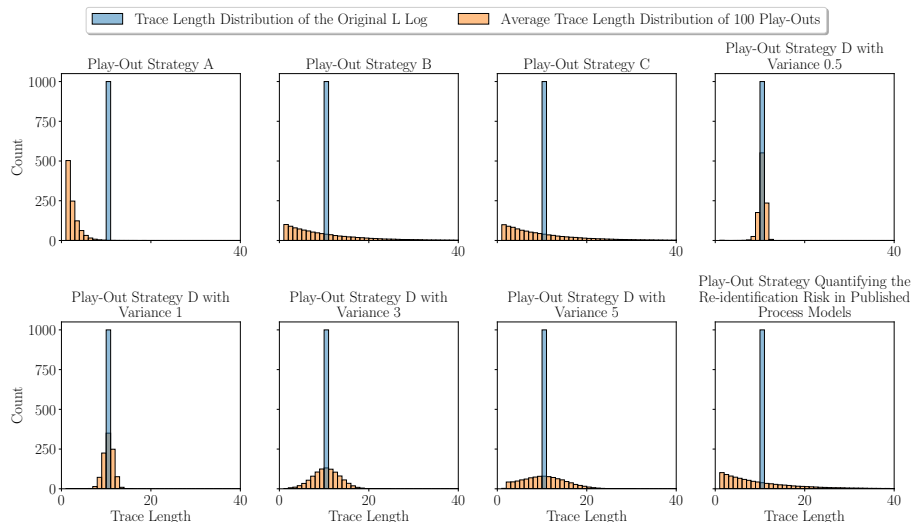 Trace Length Distribution of the Original L Log
Average Trace Length Distribution of 100 Play-Outs
Play-Out Strategy A
Play-Out Strategy B
Play-Out Strategy C
Play-Out Strategy D with
Variance 0.5
Count
1000
750
500
250
0
0
40
0
40
0
40
0
40
Play-Out Strategy D with
Variance 1
Play-Out Strategy D with
Variance 3
Play-Out Strategy D with
Variance 5
Play-Out Strategy Quantifying the
Re-identification Risk in Published
Process Models
Count
1000
750
500
250
0
0
20
40
0
20
40
0
20
40
0
20
40
Trace Length
Trace Length
Trace Length
Trace Length